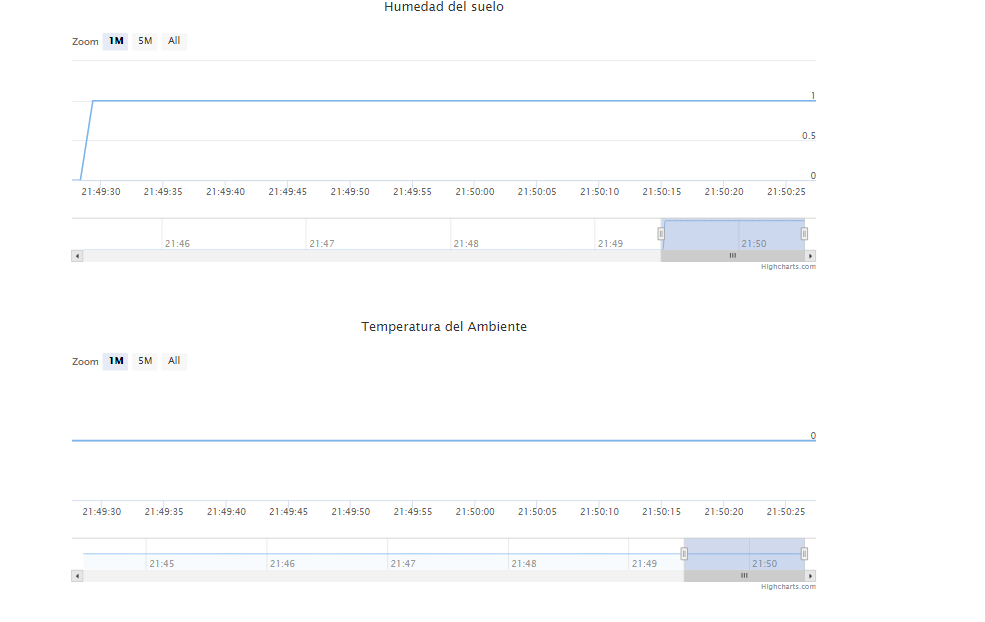 Humedad del suelo
Zoom 1M 5M All
1
0.5
0
21:49:30 21:49:35 21:49:40 21:49:45 21:49:50 21:49:55 21:50:00 21:50:05 21:50:10 21:50:15 21:50:20 21:50:25
21:46 21:47 21:48 21:49 21:50
Highcharts.com
Temperatura del Ambiente
Zoom 1M 5M All
0
21:49:30 21:49:35 21:49:40 21:49:45 21:49:50 21:49:55 21:50:00 21:50:05 21:50:10 21:50:15 21:50:20 21:50:25
21:45 21:46 21:47 21:48 21:49 21:50
Highcharts.com